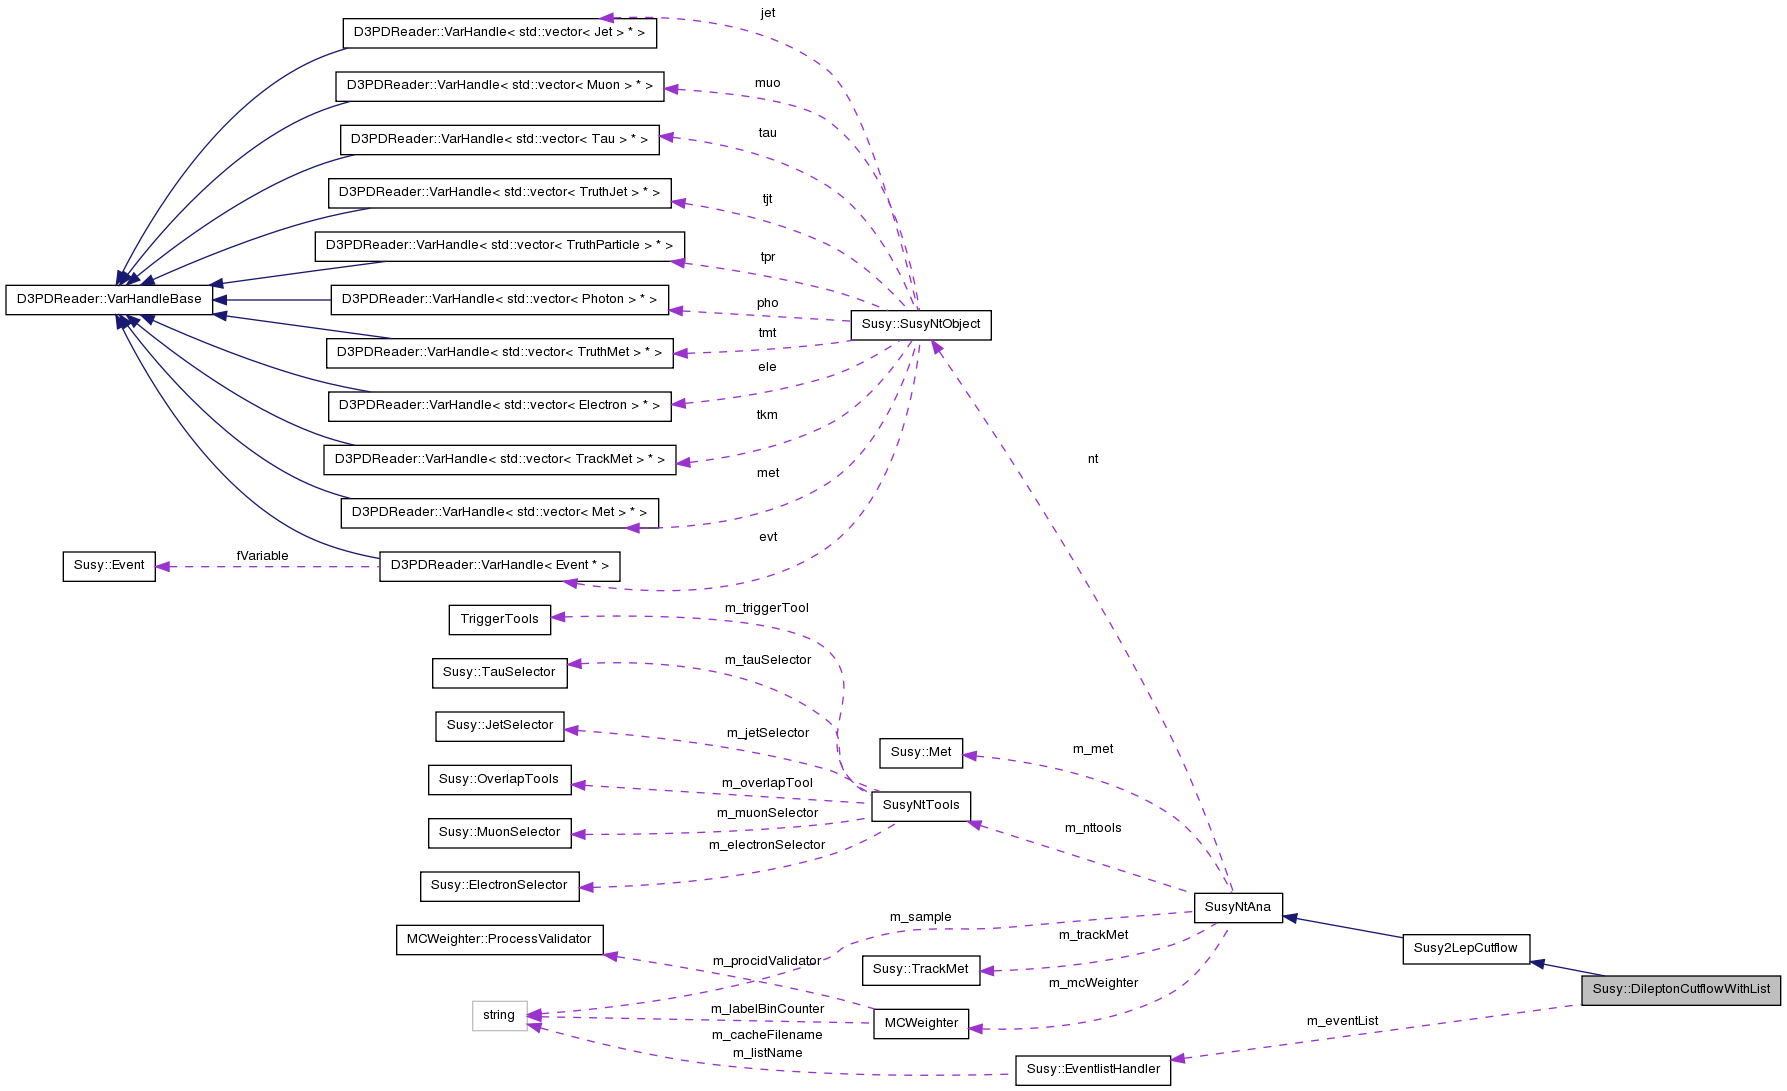 jet
D3PDReader::VarHandle< std::vector< Jet > * >
muo
D3PDReader::VarHandle< std::vector< Muon > * >
tau
D3PDReader::VarHandle< std::vector< Tau > * >
tjt
D3PDReader::VarHandle< std::vector< TruthJet > * >
tpr
D3PDReader::VarHandle< std::vector< TruthParticle > * >
D3PDReader::VarHandleBase
D3PDReader::VarHandle< std::vector< Photon > * >
pho
Susy::SusyNtObject
tmt
D3PDReader::VarHandle< std::vector< TruthMet > * >
ele
D3PDReader::VarHandle< std::vector< Electron > * >
tkm
D3PDReader::VarHandle< std::vector< TrackMet > * >
nt
met
D3PDReader::VarHandle< std::vector< Met > * >
evt
fVariable
Susy::Event
D3PDReader::VarHandle< Event * >
m_triggerTool
TriggerTools
m_tauSelector
Susy::TauSelector
m_jetSelector
Susy::JetSelector
Susy::Met
m_met
m_overlapTool
Susy::OverlapTools
SusyNtTools
m_muonSelector
Susy::MuonSelector
m_nttools
m_electronSelector
Susy::ElectronSelector
SusyNtAna
m_sample
m_trackMet
MCWeighter::ProcessValidator
Susy2LepCutflow
m_procidValidator
Susy::TrackMet
m_mcWeighter
Susy::DileptonCutflowWithList
m_labelBinCounter
string
MCWeighter
m_eventList
m_cacheFilename
m_listName
Susy::EventlistHandler